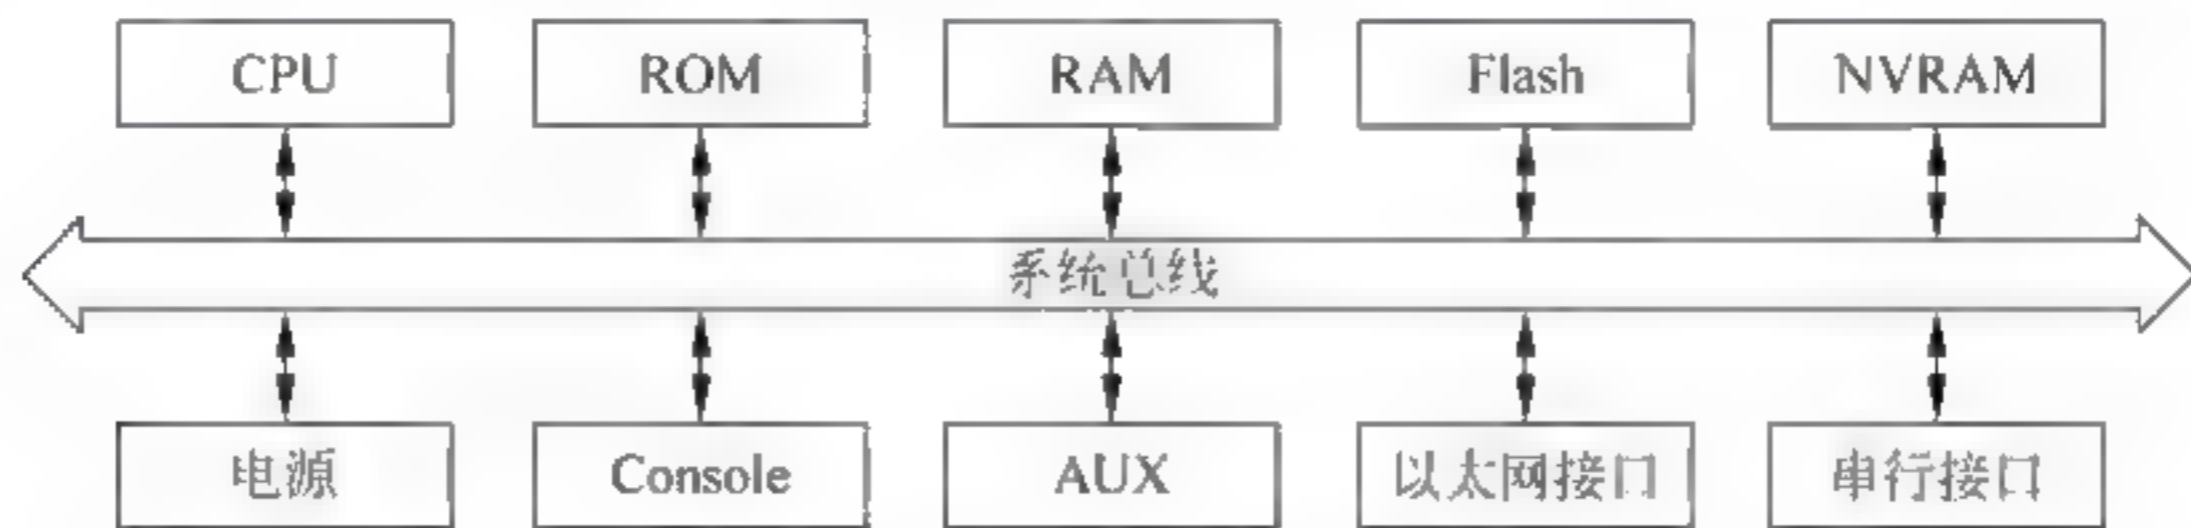 CPU ROM RAM Flash NVRAM
系统总线
电源 Console AUX 以太网接口 串行接口